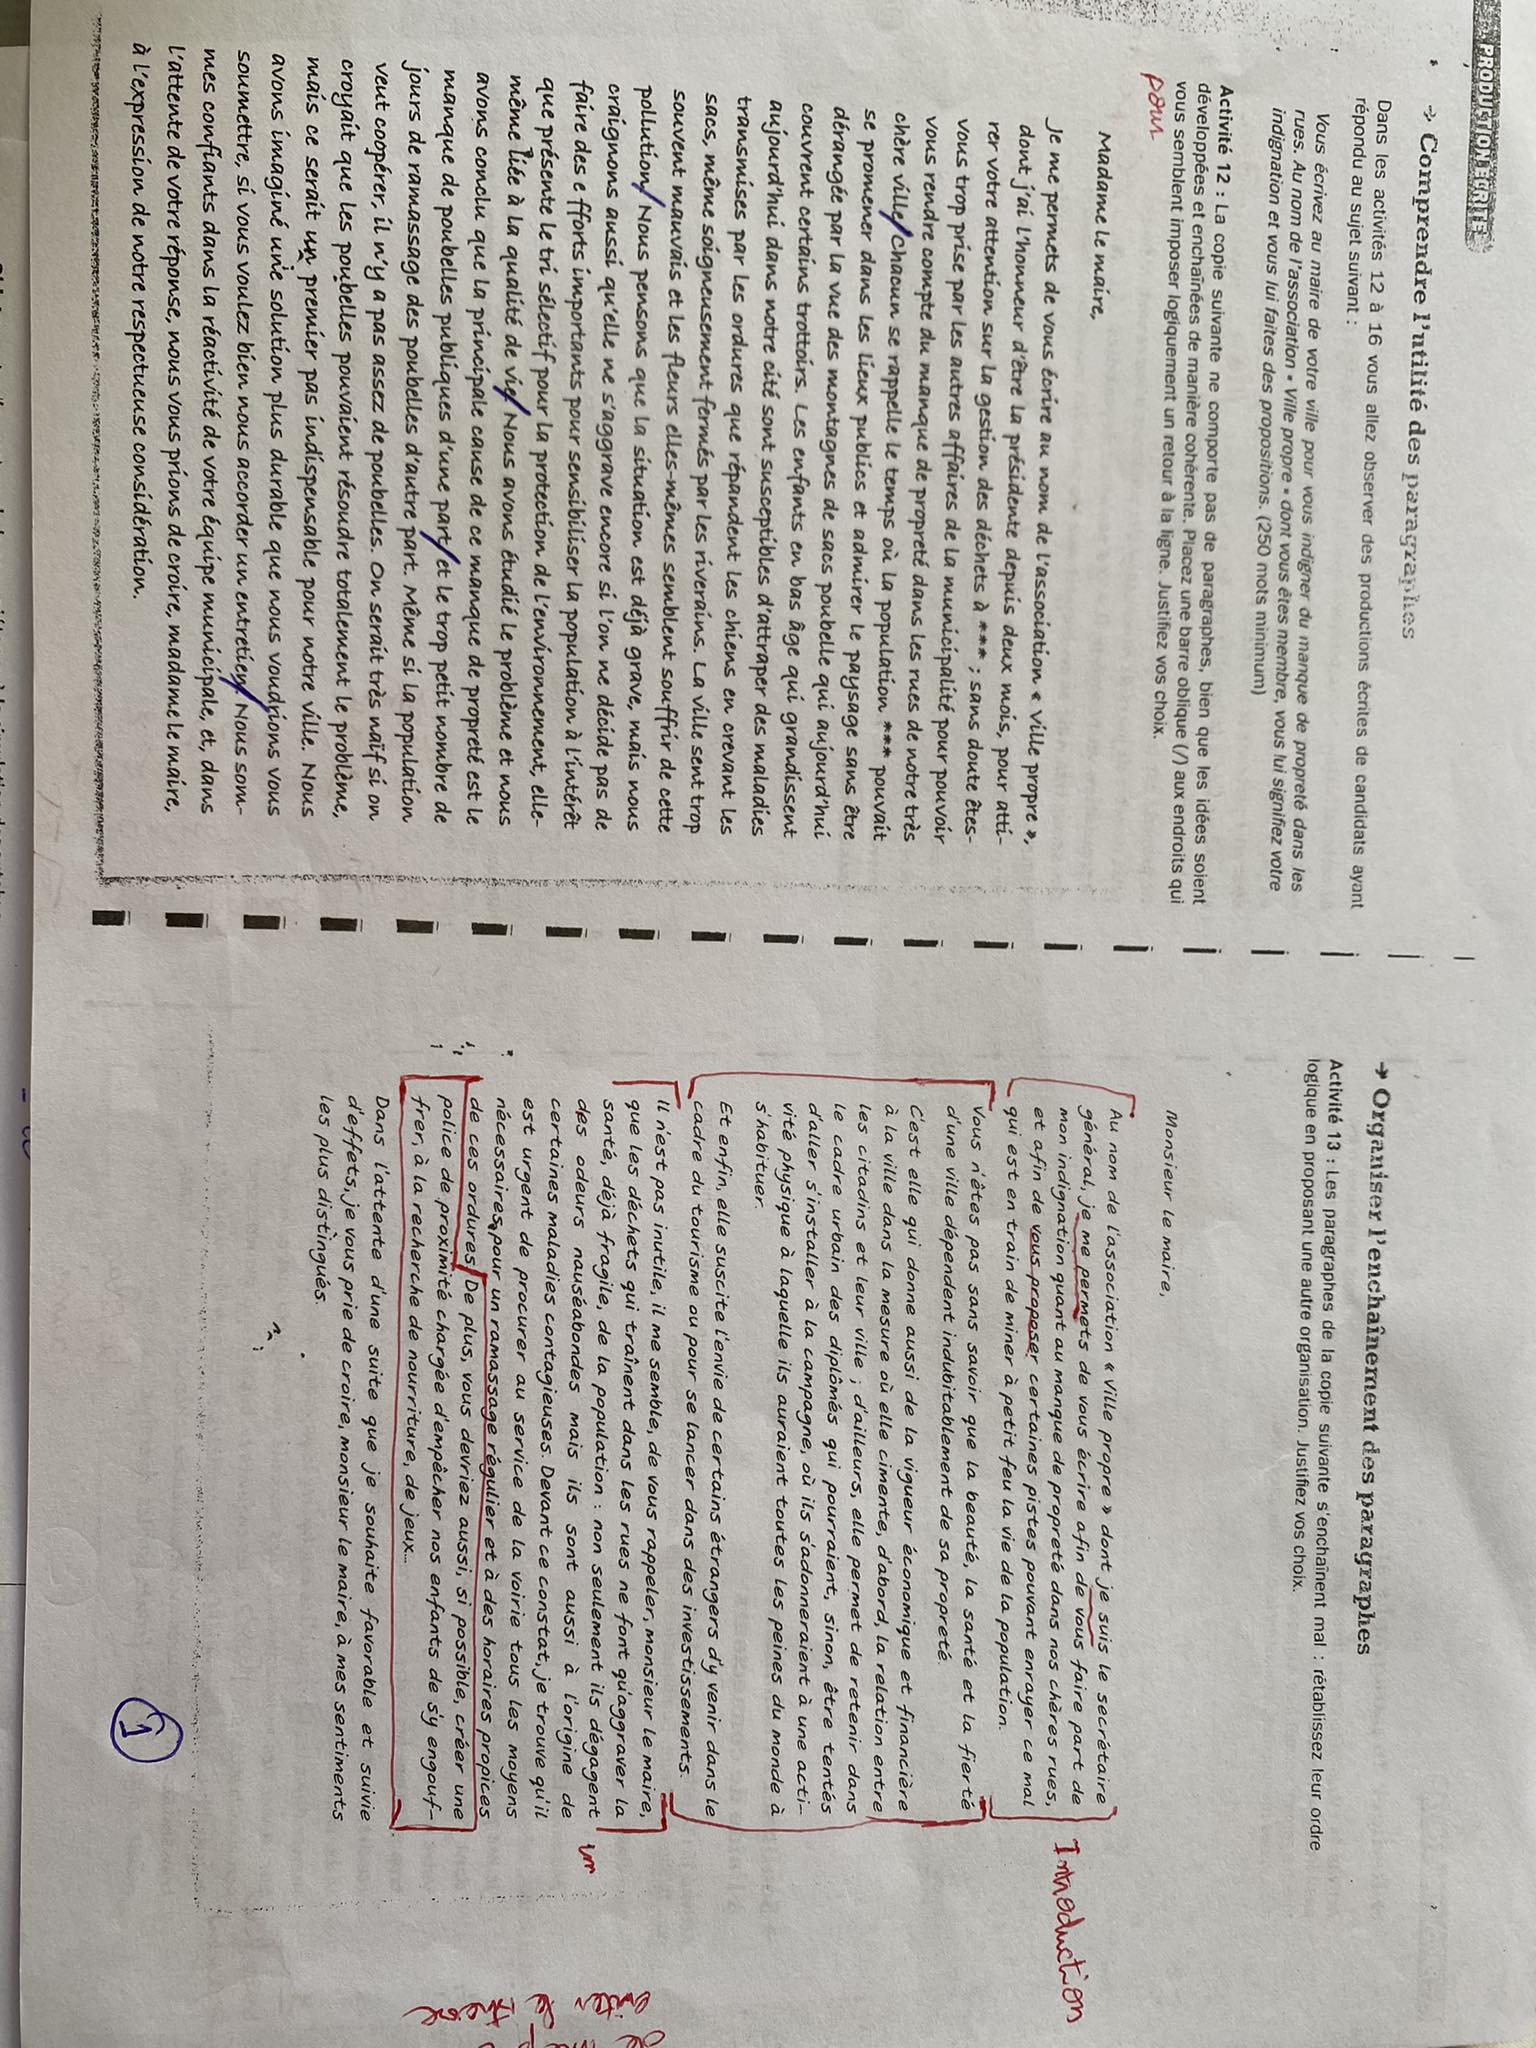 PRODUCTION ÉCRITE
→ Comprendre l'utilité des paragraphes
Dans les activités 12 à 16 vous allez observer des productions écrites de candidats ayant
répondu au sujet suivant :
Vous écrivez au maire de votre ville pour vous indigner du manque de propreté dans les
rues. Au nom de l'association « Ville propre » dont vous êtes membre, vous lui signifiez votre
indignation et vous lui faites des propositions. (250 mots minimum)
Activité 12 : La copie suivante ne comporte pas de paragraphes, bien que les idées soient
développées et enchaînées de manière cohérente. Placez une barre oblique (/) aux endroits qui
vous semblent imposer logiquement un retour à la ligne. Justifiez vos choix.
pour
Madame le maire,
Je me permets de vous écrire au nom de l'association « Ville propre »,
dont j'ai l'honneur d'être la présidente depuis deux mois, pour atti-
rer votre attention sur la gestion des déchets à *** ; sans doute êtes-
vous trop prise par les autres affaires de la municipalité pour pouvoir
vous rendre compte du manque de propreté dans les rues de notre très
chère ville/ Chacun se rappelle le temps où la population *** pouvait
se promener dans les lieux publics et admirer le paysage sans être
dérangée par la vue des montagnes de sacs poubelle qui aujourd'hui
couvrent certains trottoirs. Les enfants en bas âge qui grandissent
aujourd'hui dans notre cité sont susceptibles d'attraper des maladies
transmises par les ordures que répandent les chiens en crevant les
sacs, même soigneusement fermés par les riverains. La ville sent trop
souvent mauvais et les fleurs elles-mêmes semblent souffrir de cette
pollution/ Nous pensons que la situation est déjà grave, mais nous
craignons aussi qu'elle ne s'aggrave encore si l'on ne décide pas de
faire des efforts importants pour sensibiliser la population à l'intérêt
que présente le tri sélectif pour la protection de l'environnement, elle-
même liée à la qualité de vie/ Nous avons étudié le problème et nous
avons conclu que la principale cause de ce manque de propreté est le
manque de poubelles publiques d'une part/ et le trop petit nombre de
jours de ramassage des poubelles d'autre part. Même si la population
veut coopérer, il n'y a pas assez de poubelles. On serait très naïf si on
croyait que les poubelles pouvaient résoudre totalement le problème,
mais ce serait un premier pas indispensable pour notre ville. Nous
avons imaginé une solution plus durable que nous voudrions vous
soumettre, si vous voulez bien nous accorder un entretien/ Nous som-
mes confiants dans la réactivité de votre équipe municipale, et, dans
l'attente de votre réponse, nous vous prions de croire, madame le maire,
à l'expression de notre respectueuse considération.
→ Organiser l'enchaînement des paragraphes
Activité 13 : Les paragraphes de la copie suivante s'enchaînent mal : rétablissez leur ordre
logique en proposant une autre organisation. Justifiez vos choix.
Monsieur le maire,
Introduction
Au nom de l'association « Ville propre » dont je suis le secrétaire
général, je me permets de vous écrire afin de vous faire part de
mon indignation quant au manque de propreté dans nos chères rues,
et afin de vous proposer certaines pistes pouvant enrayer ce mal
qui est en train de miner à petit feu la vie de la population.
Vous n'êtes pas sans savoir que la beauté, la santé et la fierté
d'une ville dépendent indubitablement de sa propreté.
C'est elle qui donne aussi de la vigueur économique et financière
à la ville dans la mesure où elle cimente, d'abord, la relation entre
les citadins et leur ville ; d'ailleurs, elle permet de retenir dans
le cadre urbain des diplômés qui pourraient, sinon, être tentés
d'aller s'installer à la campagne, où ils s'adonneraient à une acti-
vité physique à laquelle ils auraient toutes les peines du monde à
s'habituer.
Et enfin, elle suscite l'envie de certains étrangers d'y venir dans le
cadre du tourisme ou pour se lancer dans des investissements.
Il n'est pas inutile, il me semble, de vous rappeler, monsieur le maire,
que les déchets qui traînent dans les rues ne font qu'aggraver la
santé, déjà fragile, de la population : non seulement ils dégagent
des odeurs nauséabondes mais ils sont aussi à l'origine de
certaines maladies contagieuses. Devant ce constat, je trouve qu'il
est urgent de procurer au service de la voirie tous les moyens
nécessaires, pour un ramassage régulier et à des horaires propices
de ces ordures. De plus, vous devriez aussi, si possible, créer une
police de proximité chargée d'empêcher nos enfants de s'y engouf-
frer, à la recherche de nourriture, de jeux...
Dans l'attente d'une suite que je souhaite favorable et suivie
d'effets, je vous prie de croire, monsieur le maire, à mes sentiments
les plus distingués.
1